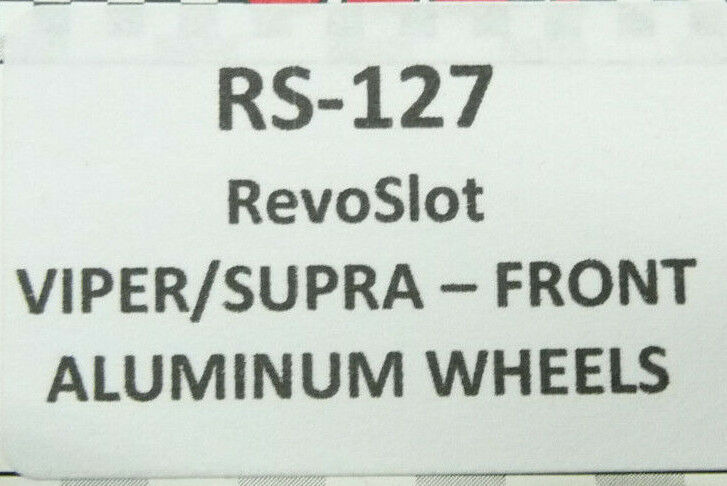 RS-127
RevoSlot
VIPER/SUPRA – FRONT
ALUMINUM WHEELS